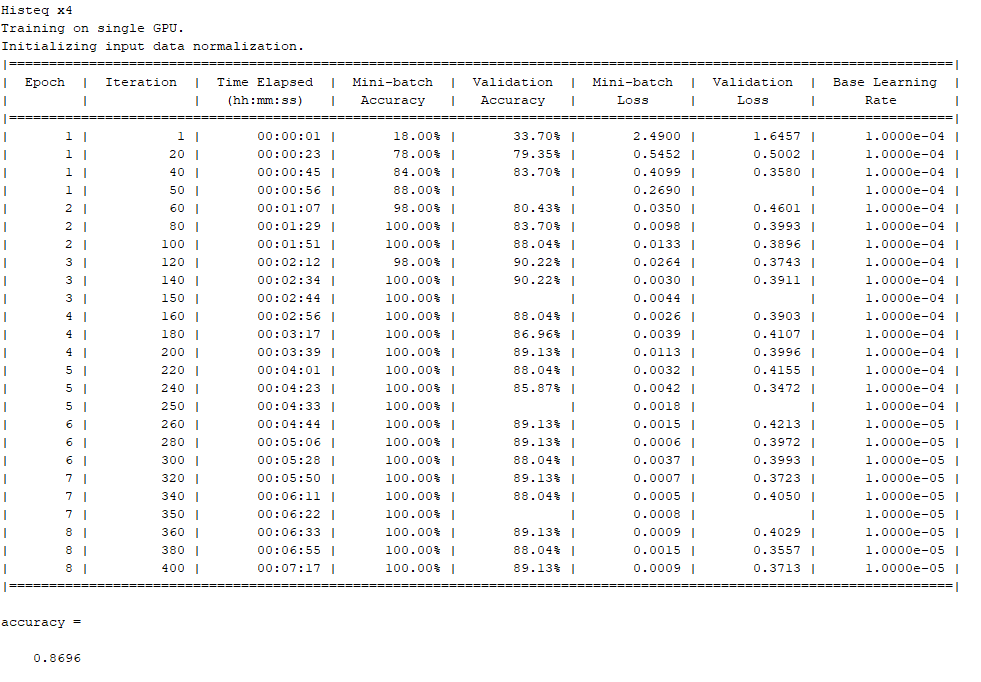 Histeq x4
Training on single GPU.
Initializing input data normalization.
|======================================================================================================================|
|  Epoch  |  Iteration  |  Time Elapsed  |  Mini-batch  |  Validation  |  Mini-batch  |  Validation  |  Base Learning  |
|         |             |   (hh:mm:ss)   |   Accuracy   |   Accuracy   |     Loss     |     Loss     |      Rate       |
|======================================================================================================================|
|       1 |           1 |       00:00:01 |       18.00% |       33.70% |       2.4900 |       1.6457 |      1.0000e-04 |
|       1 |          20 |       00:00:23 |       78.00% |       79.35% |       0.5452 |       0.5002 |      1.0000e-04 |
|       1 |          40 |       00:00:45 |       84.00% |       83.70% |       0.4099 |       0.3580 |      1.0000e-04 |
|       1 |          50 |       00:00:56 |       88.00% |              |       0.2690 |              |      1.0000e-04 |
|       2 |          60 |       00:01:07 |       98.00% |       80.43% |       0.0350 |       0.4601 |      1.0000e-04 |
|       2 |          80 |       00:01:29 |      100.00% |       83.70% |       0.0098 |       0.3993 |      1.0000e-04 |
|       2 |         100 |       00:01:51 |      100.00% |       88.04% |       0.0133 |       0.3896 |      1.0000e-04 |
|       3 |         120 |       00:02:12 |       98.00% |       90.22% |       0.0264 |       0.3743 |      1.0000e-04 |
|       3 |         140 |       00:02:34 |      100.00% |       90.22% |       0.0030 |       0.3911 |      1.0000e-04 |
|       3 |         150 |       00:02:44 |      100.00% |              |       0.0044 |              |      1.0000e-04 |
|       4 |         160 |       00:02:56 |      100.00% |       88.04% |       0.0026 |       0.3903 |      1.0000e-04 |
|       4 |         180 |       00:03:17 |      100.00% |       86.96% |       0.0039 |       0.4107 |      1.0000e-04 |
|       4 |         200 |       00:03:39 |      100.00% |       89.13% |       0.0113 |       0.3996 |      1.0000e-04 |
|       5 |         220 |       00:04:01 |      100.00% |       88.04% |       0.0032 |       0.4155 |      1.0000e-04 |
|       5 |         240 |       00:04:23 |      100.00% |       85.87% |       0.0042 |       0.3472 |      1.0000e-04 |
|       5 |         250 |       00:04:33 |      100.00% |              |       0.0018 |              |      1.0000e-04 |
|       6 |         260 |       00:04:44 |      100.00% |       89.13% |       0.0015 |       0.4213 |      1.0000e-05 |
|       6 |         280 |       00:05:06 |      100.00% |       89.13% |       0.0006 |       0.3972 |      1.0000e-05 |
|       6 |         300 |       00:05:28 |      100.00% |       88.04% |       0.0037 |       0.3993 |      1.0000e-05 |
|       7 |         320 |       00:05:50 |      100.00% |       89.13% |       0.0007 |       0.3723 |      1.0000e-05 |
|       7 |         340 |       00:06:11 |      100.00% |       88.04% |       0.0005 |       0.4050 |      1.0000e-05 |
|       7 |         350 |       00:06:22 |      100.00% |              |       0.0008 |              |      1.0000e-05 |
|       8 |         360 |       00:06:33 |      100.00% |       89.13% |       0.0009 |       0.4029 |      1.0000e-05 |
|       8 |         380 |       00:06:55 |      100.00% |       88.04% |       0.0015 |       0.3557 |      1.0000e-05 |
|       8 |         400 |       00:07:17 |      100.00% |       89.13% |       0.0009 |       0.3713 |      1.0000e-05 |
|======================================================================================================================|
accuracy =
0.8696